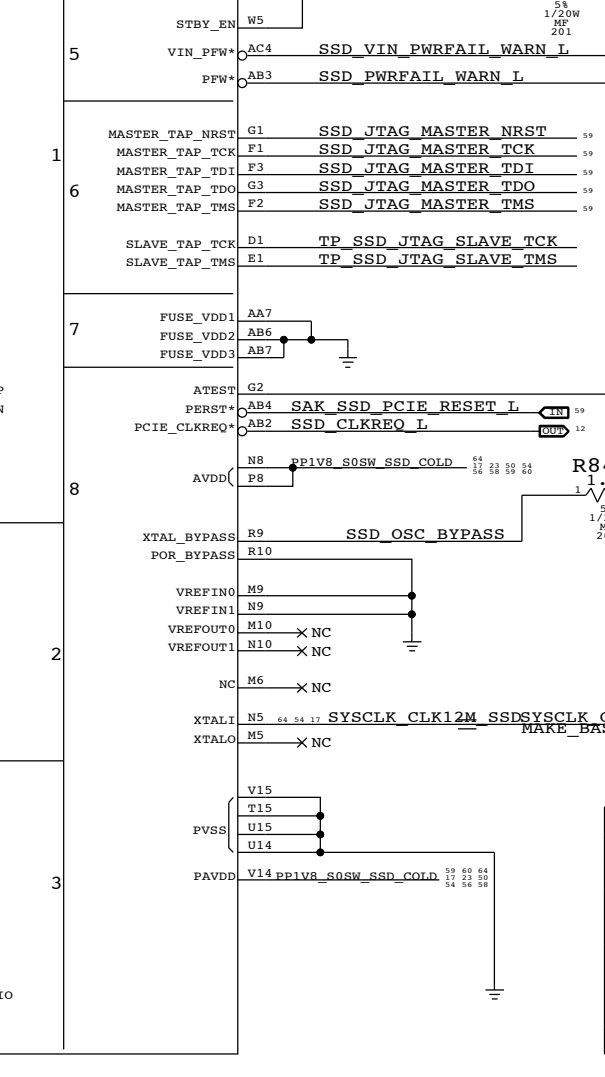 5%
1/20W
MF
201
STBY_EN W5
5 VIN_PFW* AC4 SSD_VIN_PWRFAIL_WARN_L
PFW* AB3 SSD_PWRFAIL_WARN_L
MASTER_TAP_NRST G1 SSD_JTAG_MASTER_NRST 59
1 MASTER_TAP_TCK F1 SSD_JTAG_MASTER_TCK 59
MASTER_TAP_TDI F3 SSD_JTAG_MASTER_TDI 59
6 MASTER_TAP_TDO G3 SSD_JTAG_MASTER_TDO 59
MASTER_TAP_TMS F2 SSD_JTAG_MASTER_TMS 59
SLAVE_TAP_TCK D1 TP_SSD_JTAG_SLAVE_TCK
SLAVE_TAP_TMS E1 TP_SSD_JTAG_SLAVE_TMS
FUSE_VDD1 AA7
7 FUSE_VDD2 AB6
FUSE_VDD3 AB7
ATEST G2
PERST* AB4 SAK_SSD_PCIE_RESET_L IN 59
PCIE_CLKREQ* AB2 SSD_CLKREQ_L OUT 12
N8 PP1V8_S0SW_SSD_COLD 64
17 23 50 54
56 58 59 60
R84
AVDD P8
8 1.
1
XTAL_BYPASS R9 SSD_OSC_BYPASS
POR_BYPASS R10
VREFIN0 M9
VREFIN1 N9
VREFOUT0 M10 NC
2 VREFOUT1 N10 NC
NC M6 NC
XTALI N5 64 54 17 SYSCLK_CLK12M_SSD SYSCLK_C
MAKE_BAS
XTALO M5 NC
V15
T15
PVSS U15
U14
3 PAVDD V14 PP1V8_S0SW_SSD_COLD 59 60 64
17 23 50
54 56 58
IO